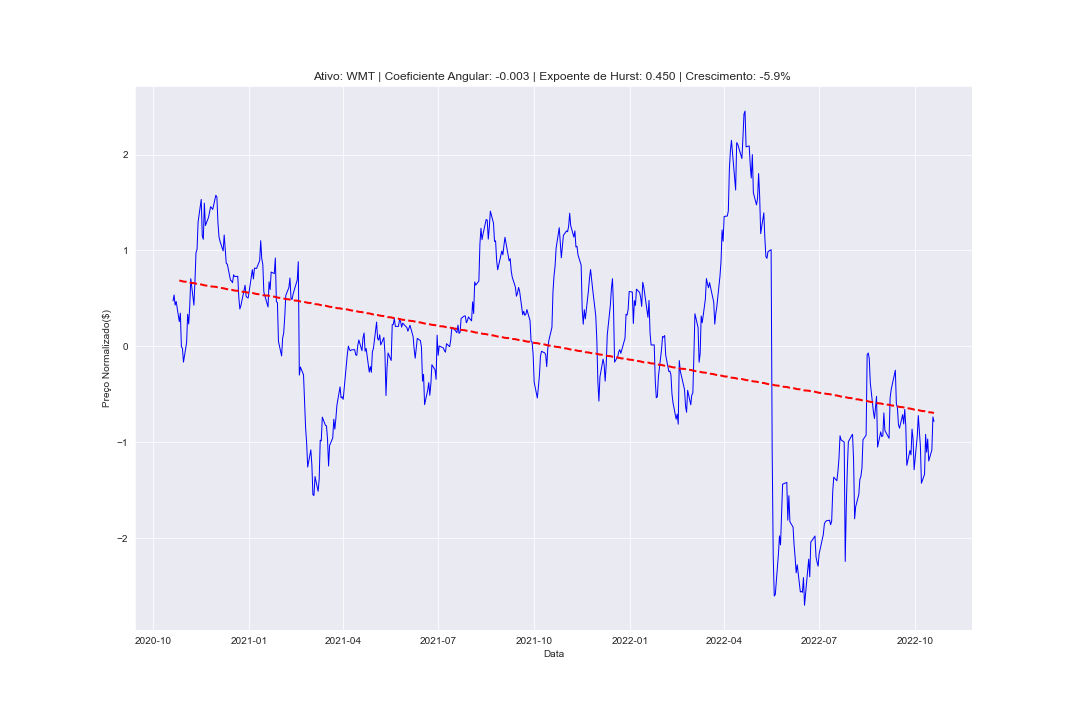 Ativo: WMT | Coeficiente Angular: -0.003 | Expoente de Hurst: 0.450 | Crescimento: -5.9%
Preço Normalizado($)
2
1
0
−1
−2
2020-10 2021-01 2021-04 2021-07 2021-10 2022-01 2022-04 2022-07 2022-10
Data